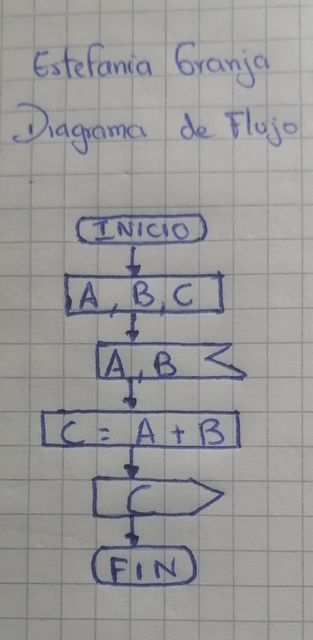 Estefania Granja
Diagrama de Flujo
INICIO
A, B, C
A, B
C = A + B
C
FIN